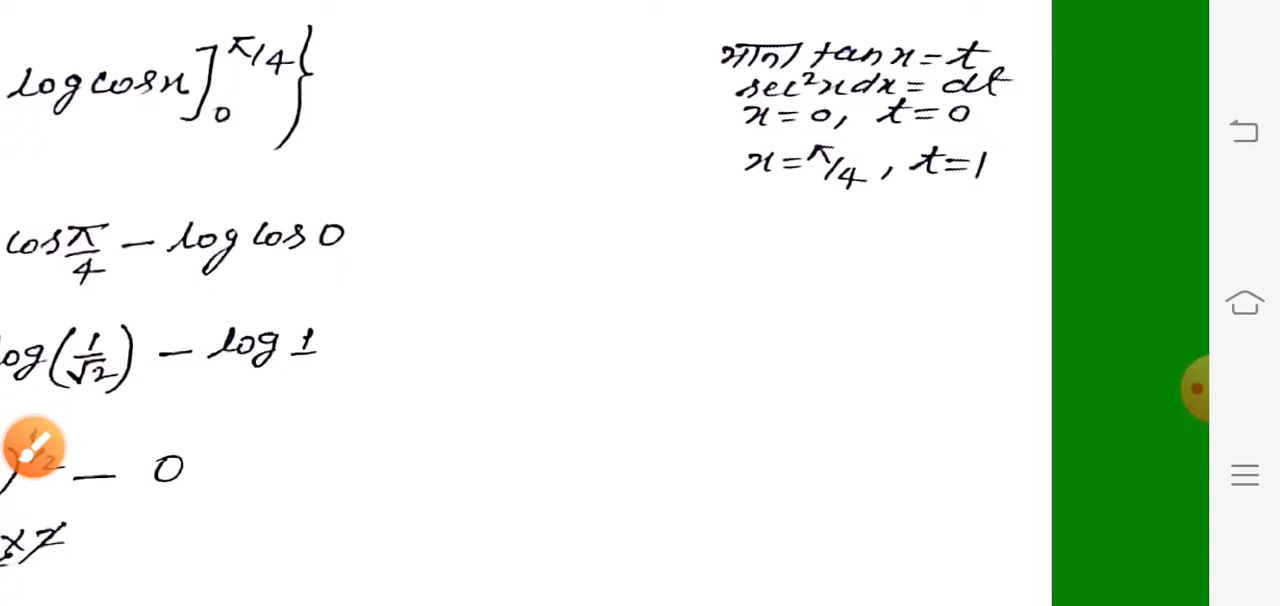 log cosx]₀^π/4}
cos π/4 – log cos 0
og(1/√2) – log 1
– 0
माना tan x = t
sec²x dx = dt
x = 0, t = 0
x = π/4, t = 1